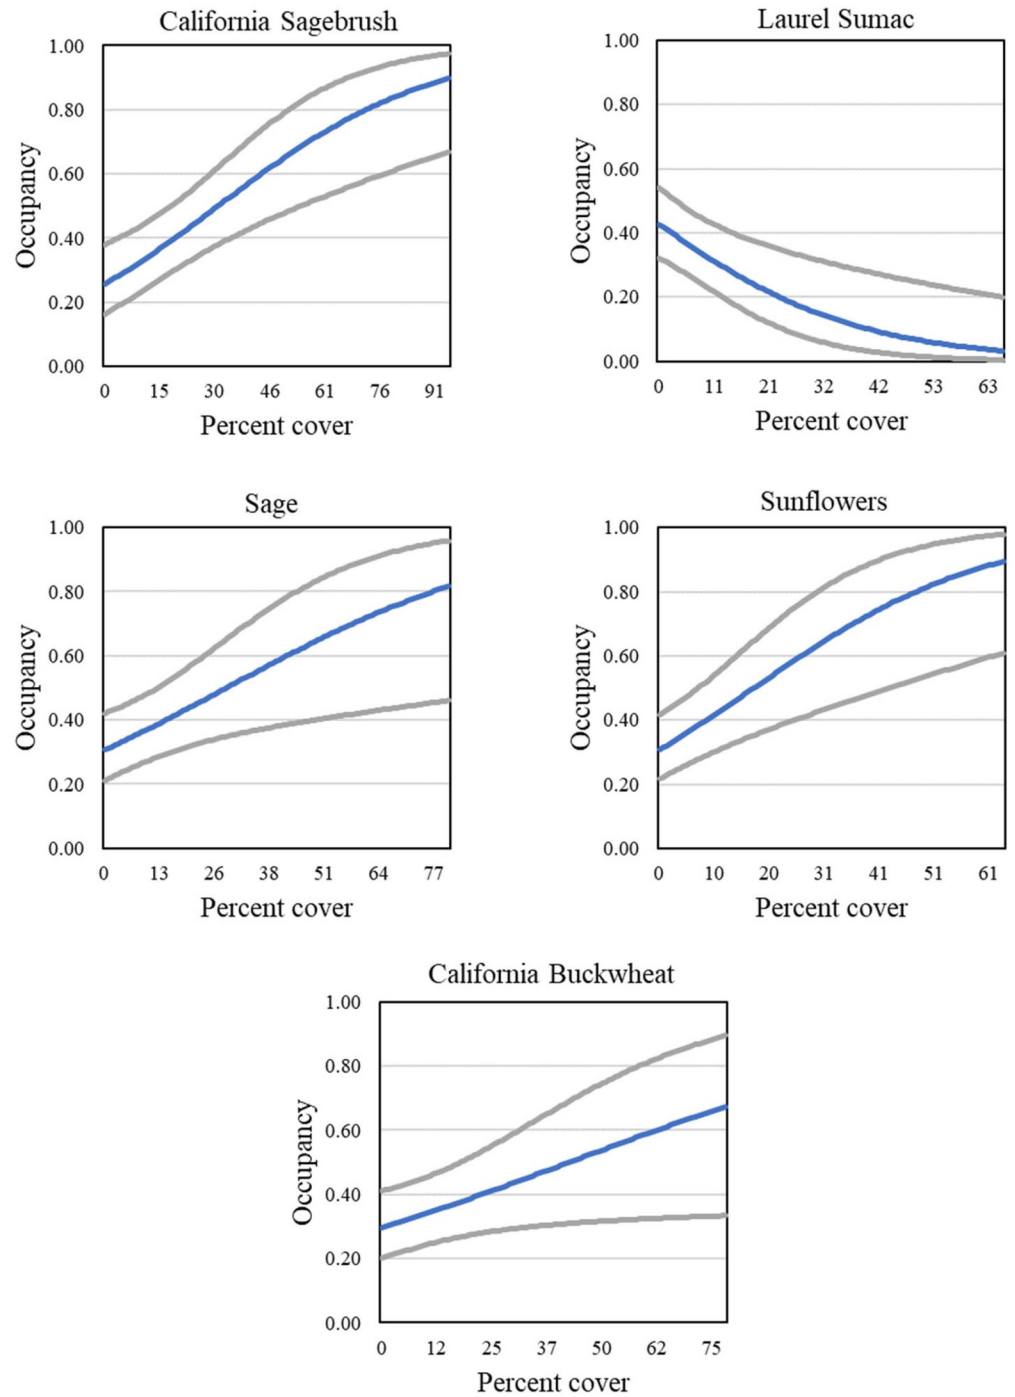 California Sagebrush
1.00
0.80
0.60
0.40
0.20
0.00
Occupancy
0 15 30 46 61 76 91
Percent cover
Laurel Sumac
1.00
0.80
0.60
0.40
0.20
0.00
Occupancy
0 11 21 32 42 53 63
Percent cover
Sage
1.00
0.80
0.60
0.40
0.20
0.00
Occupancy
0 13 26 38 51 64 77
Percent cover
Sunflowers
1.00
0.80
0.60
0.40
0.20
0.00
Occupancy
0 10 20 31 41 51 61
Percent cover
California Buckwheat
1.00
0.80
0.60
0.40
0.20
0.00
Occupancy
0 12 25 37 50 62 75
Percent cover